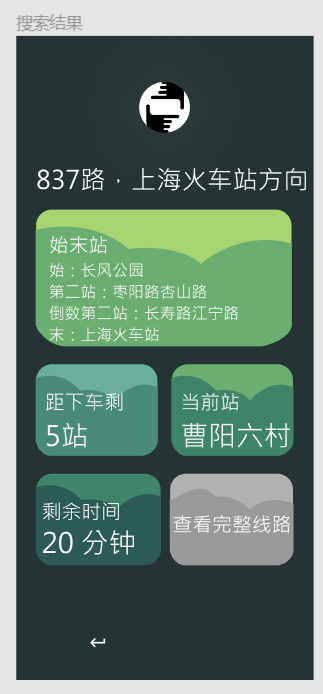 搜索结果
837路·上海火车站方向
始末站
始：长风公园
第二站：枣阳路杏山路
倒数第二站：长寿路江宁路
末：上海火车站
距下车剩
5站
当前站
曹阳六村
剩余时间
20 分钟
查看完整线路